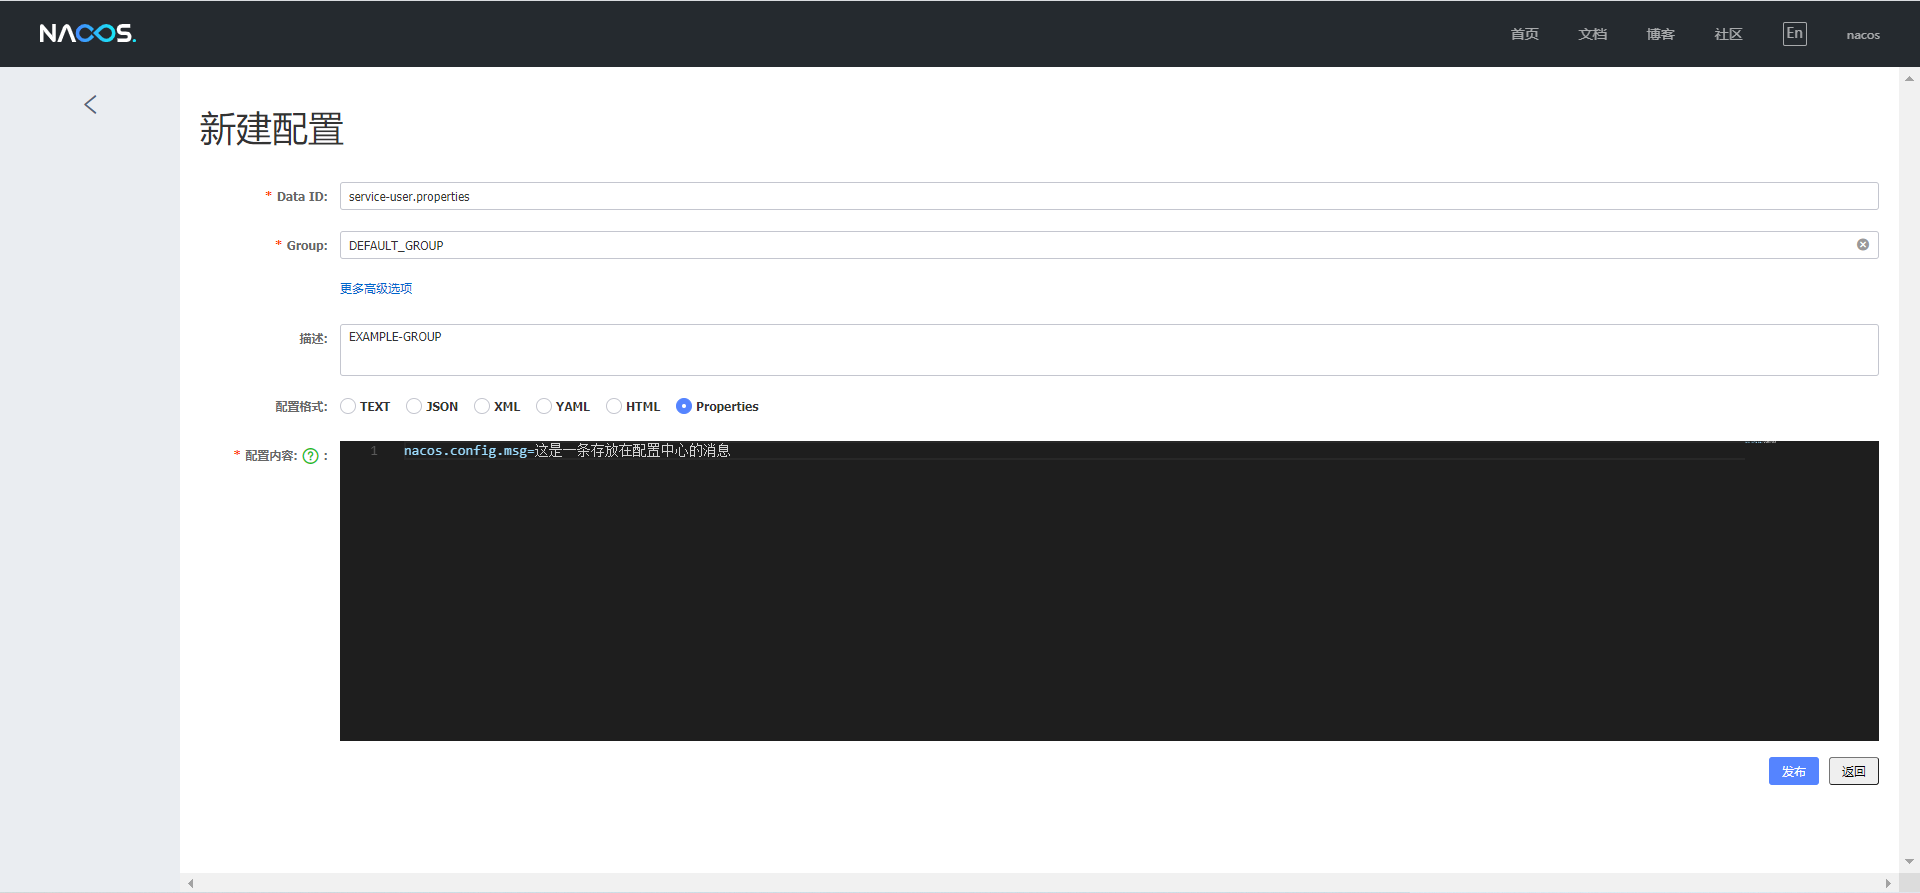 NACOS.
首页 文档 博客 社区 En nacos
新建配置
* Data ID: service-user.properties
* Group: DEFAULT_GROUP
更多高级选项
描述: EXAMPLE-GROUP
配置格式: TEXT JSON XML YAML HTML Properties
* 配置内容: ? : 1 nacos.config.msg=这是一条存放在配置中心的消息
发布 返回